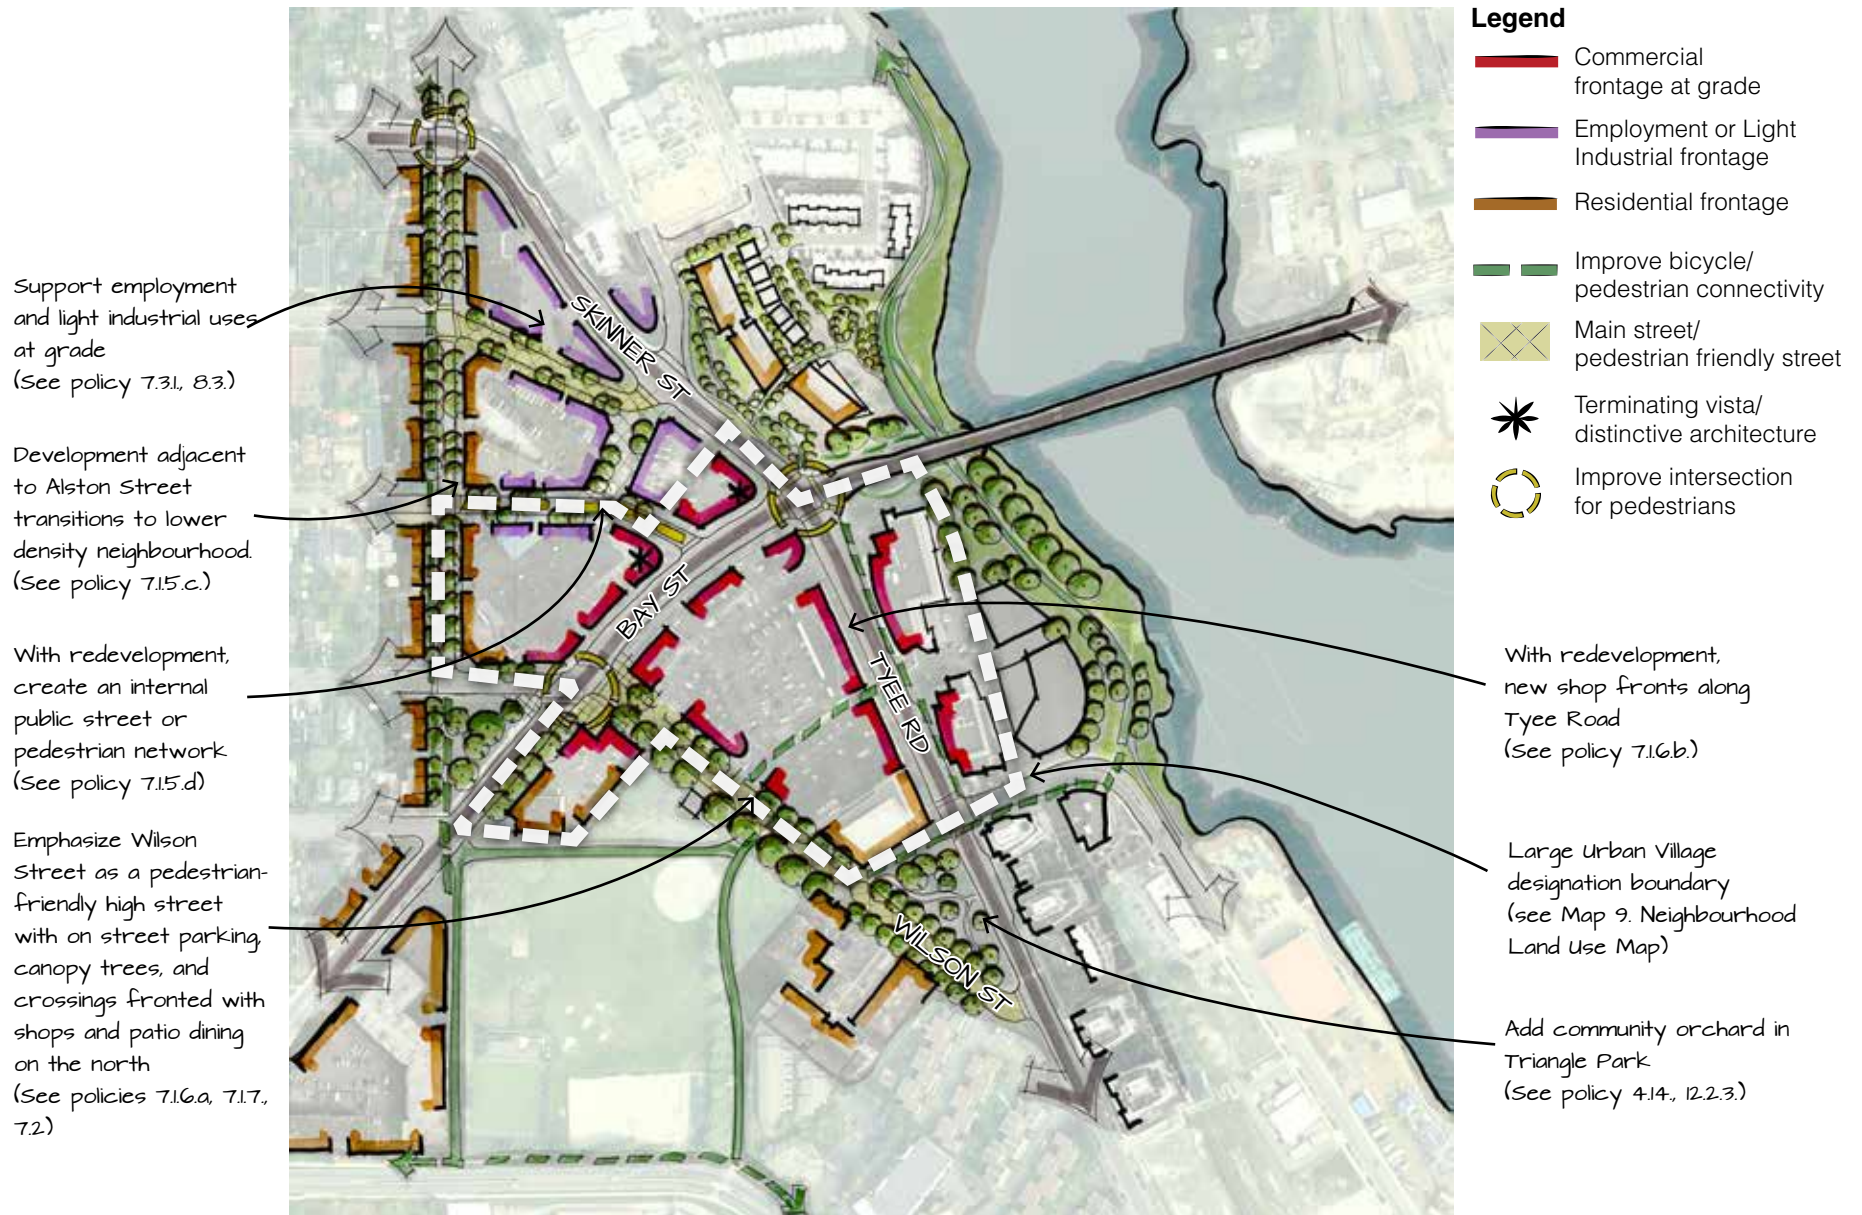 Support employment
and light industrial uses
at grade
(See policy 7.3.1., 8.3.)
Development adjacent
to Alston Street
transitions to lower
density neighbourhood.
(See policy 7.1.5.c.)
With redevelopment,
create an internal
public street or
pedestrian network
(See policy 7.1.5.d)
Emphasize Wilson
Street as a pedestrian-
friendly high street
with on street parking,
canopy trees, and
crossings fronted with
shops and patio dining
on the north
(See policies 7.1.6.a, 7.1.7.,
7.2)
SKINNER ST
BAY ST
TYEE RD
WILSON ST
Legend
Commercial
frontage at grade
Employment or Light
Industrial frontage
Residential frontage
Improve bicycle/
pedestrian connectivity
Main street/
pedestrian friendly street
Terminating vista/
distinctive architecture
Improve intersection
for pedestrians
With redevelopment,
new shop fronts along
Tyee Road
(See policy 7.1.6.b.)
Large Urban Village
designation boundary
(see Map 9. Neighbourhood
Land Use Map)
Add community orchard in
Triangle Park
(See policy 4.14., 12.2.3.)